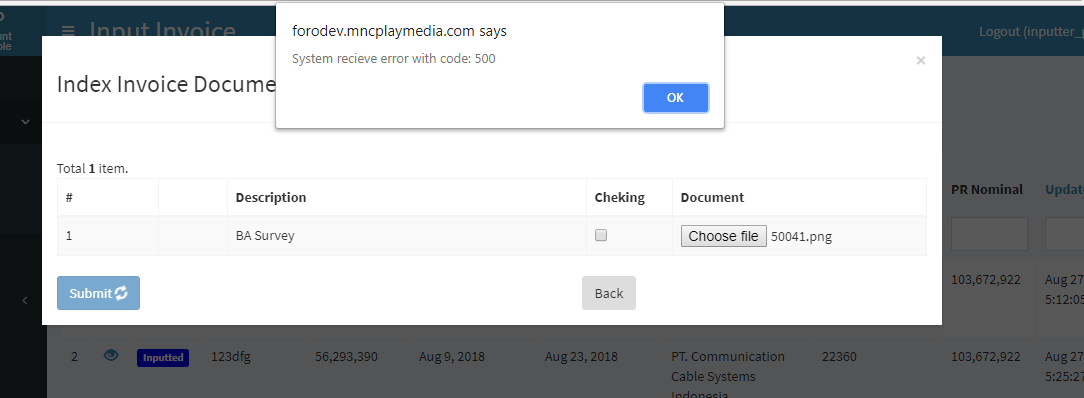 nt
ble
Input Invoice
Logout (inputter_p
forodev.mncplaymedia.com says
System recieve error with code: 500
OK
Index Invoice Docume
×
Total 1 item.
# Description Cheking Document
1 BA Survey Choose file 50041.png
Submit Back
PR Nominal Updat
103,672,922 Aug 27
5:12:05
2 Inputted 123dfg 56,293,390 Aug 9, 2018 Aug 23, 2018 PT. Communication 22360 103,672,922 Aug 27
Cable Systems 5:25:27
Indonesia